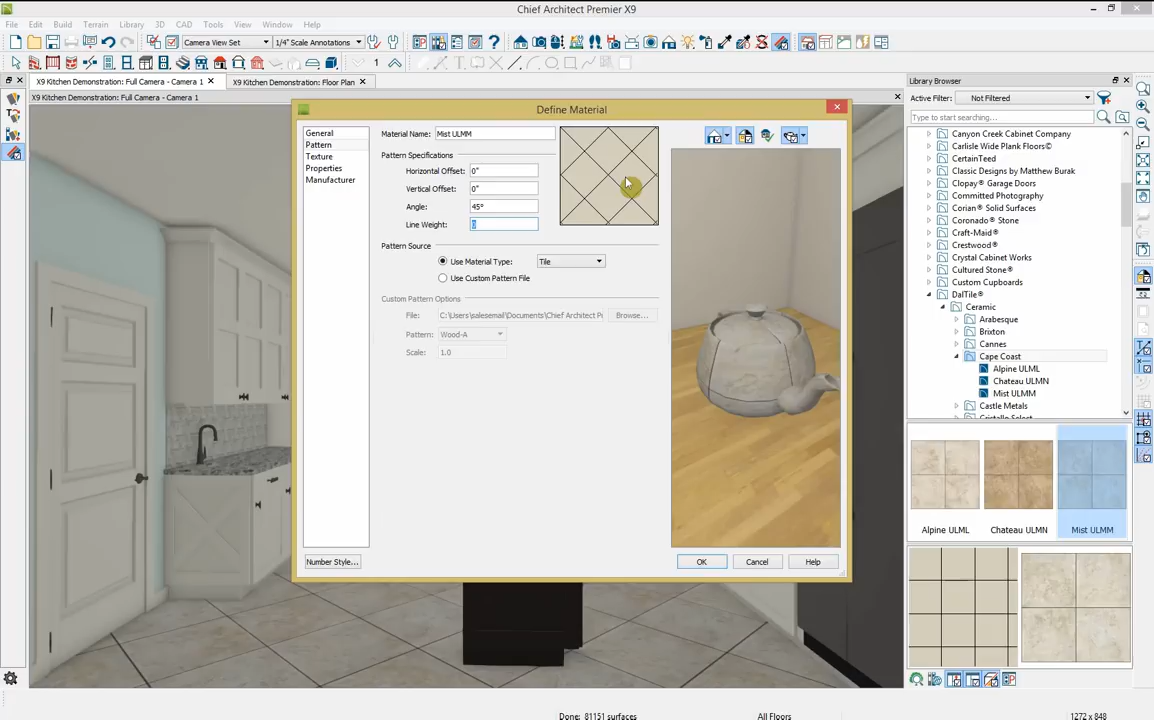 Chief Architect Premier X9
File Edit Build Terrain Library 3D CAD Tools Collections View Window Help
Camera View Set
1/4" Scale Annotations
1
X9 Kitchen Demonstration: Full Camera - Camera 1
X9 Kitchen Demonstration: Floor Plan
X9 Kitchen Demonstration: Full Camera - Camera 1
Define Material
General
Pattern
Texture
Properties
Manufacturer
Material Name: Mist ULMM
Pattern Specifications
Horizontal Offset: 0"
Vertical Offset: 0"
Angle: 45°
Line Weight:
Pattern Source
Use Material Type: Tile
Use Custom Pattern File
Custom Pattern Options
File: C:\Users\salesemail\Documents\Chief Architect Pr
Browse...
Pattern: Wood-A
Scale: 1.0
Number Style...
OK
Cancel
Help
Library Browser
Active Filter: Not Filtered
Type to start searching...
Canyon Creek Cabinet Company
Carlisle Wide Plank Floors©
CertainTeed
Classic Designs by Matthew Burak
Clopay® Garage Doors
Committed Photography
Corian® Solid Surfaces
Coronado® Stone
Craft-Maid®
Crestwood®
Crystal Cabinet Works
Cultured Stone®
Custom Cupboards
DalTile®
Ceramic
Arabesque
Brixton
Cannes
Cape Coast
Alpine ULML
Chateau ULMN
Mist ULMM
Castle Metals
Alpine ULML
Chateau ULMN
Mist ULMM
Done: 81151 surfaces
All Floors
1272 x 848